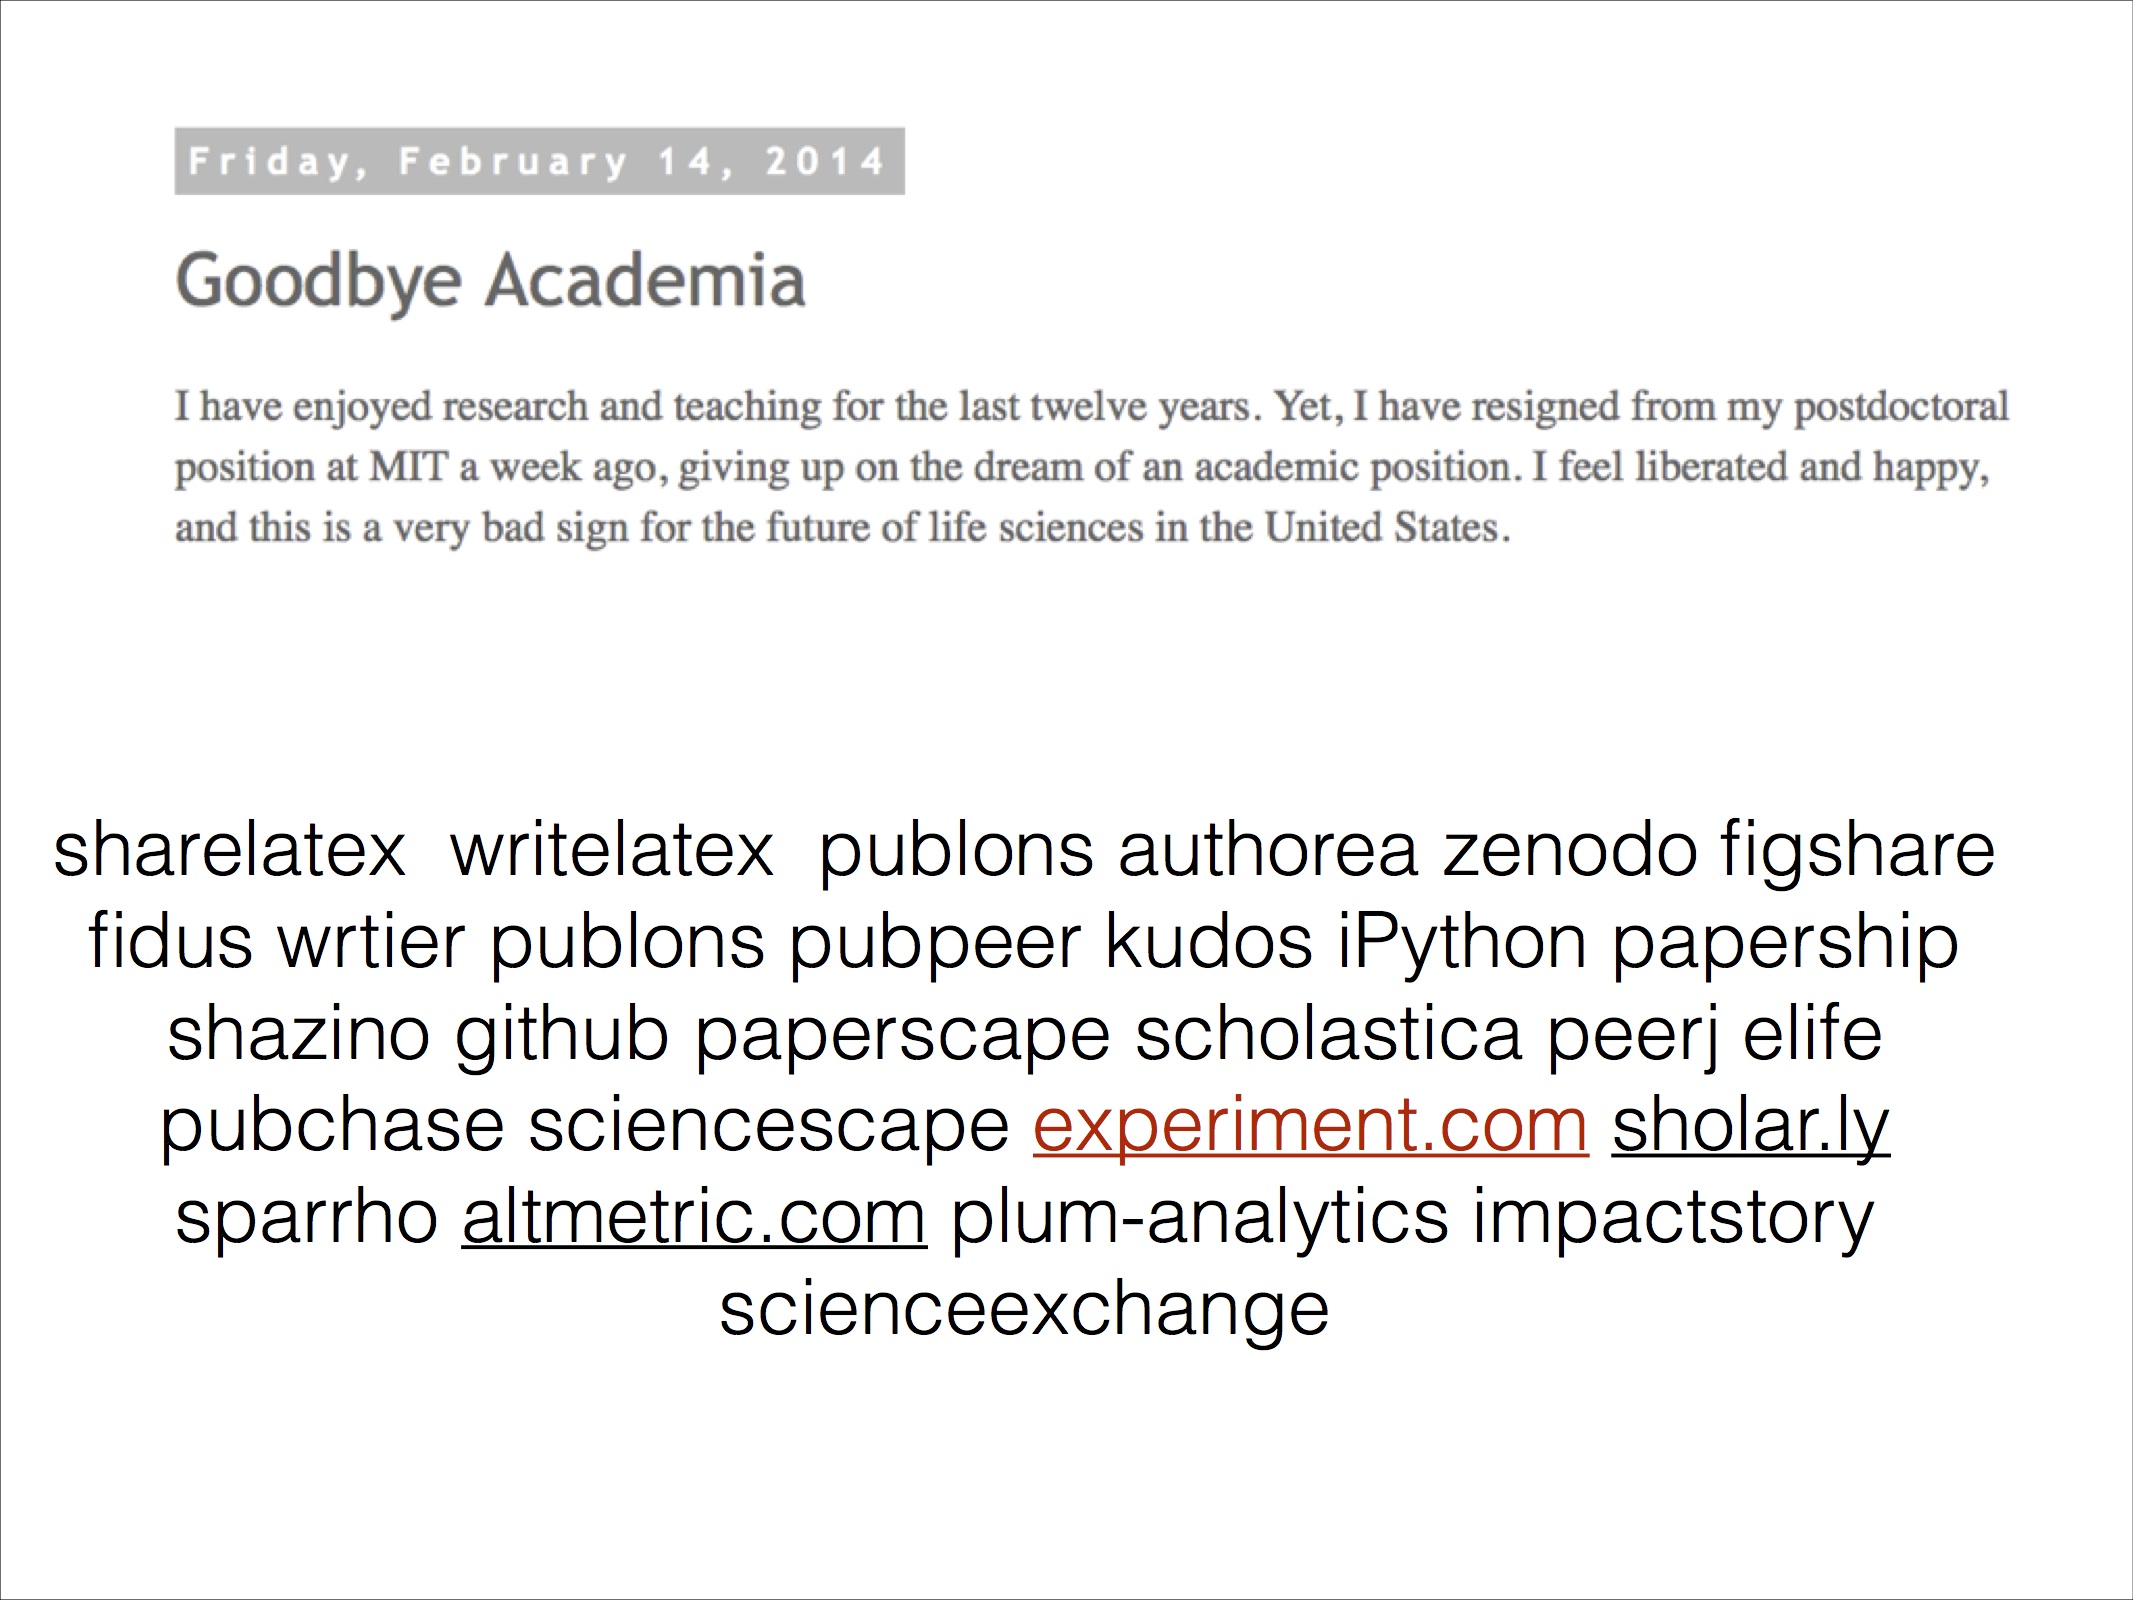 Friday, February 14, 2014
Goodbye Academia
I have enjoyed research and teaching for the last twelve years. Yet, I have resigned from my postdoctoral
position at MIT a week ago, giving up on the dream of an academic position. I feel liberated and happy,
and this is a very bad sign for the future of life sciences in the United States.
sharelatex writelatex publons authorea zenodo figshare
fidus wrtier publons pubpeer kudos iPython papership
shazino github paperscape scholastica peerj elife
pubchase sciencescape experiment.com sholar.ly
sparrho altmetric.com plum-analytics impactstory
scienceexchange